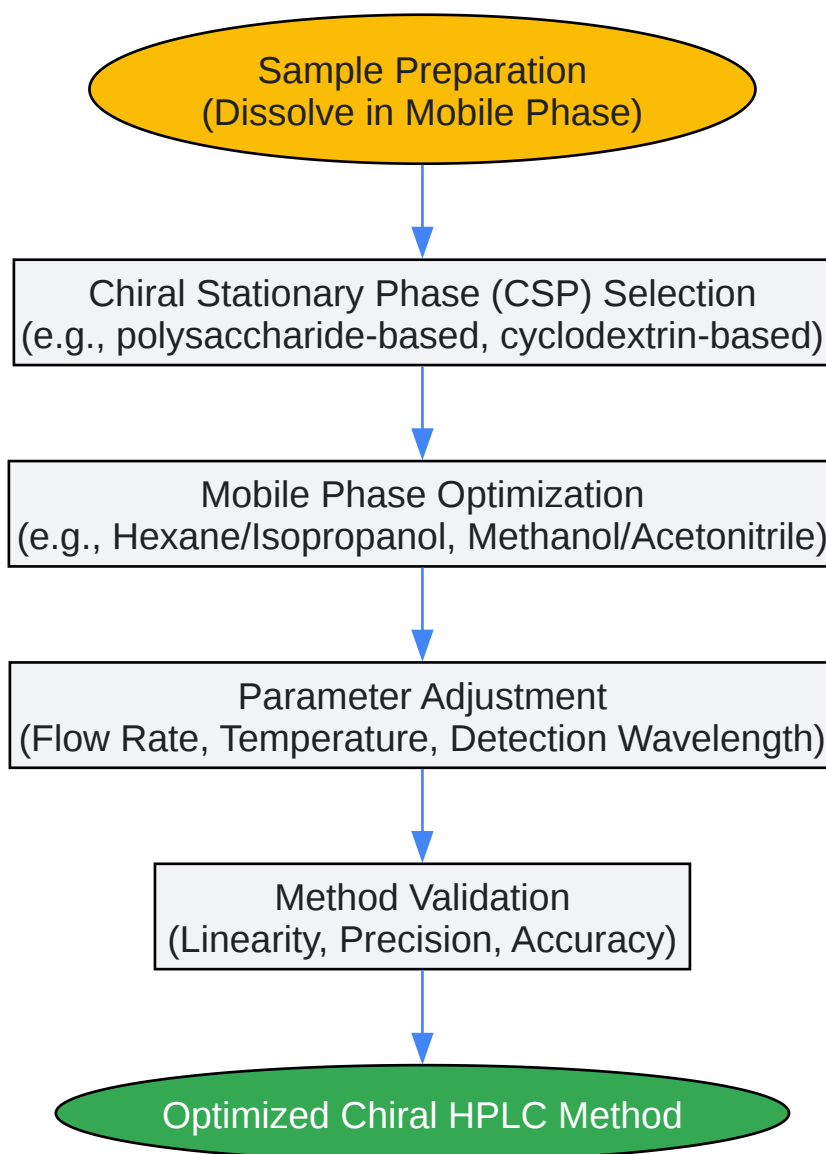 Sample Preparation
(Dissolve in Mobile Phase)
Chiral Stationary Phase (CSP) Selection
(e.g., polysaccharide-based, cyclodextrin-based)
Mobile Phase Optimization
(e.g., Hexane/Isopropanol, Methanol/Acetonitrile)
Parameter Adjustment
(Flow Rate, Temperature, Detection Wavelength)
Method Validation
(Linearity, Precision, Accuracy)
Optimized Chiral HPLC Method